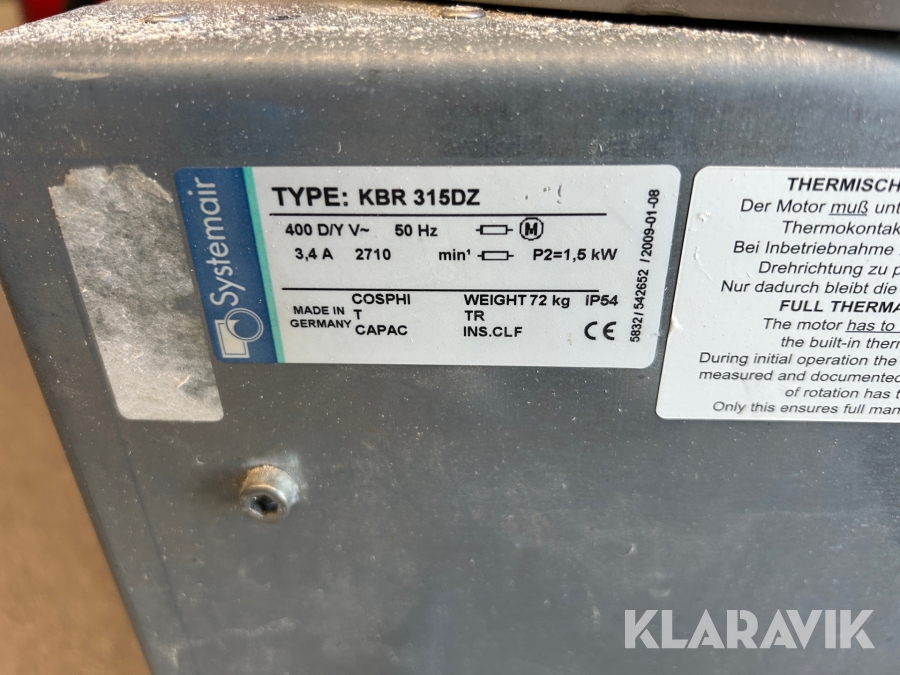 Systemair
TYPE: KBR 315DZ
400 D/Y V~ 50 Hz M
3,4 A 2710 min¹ P2=1,5 kW
MADE IN GERMANY
COSPHI WEIGHT 72 kg IP54
T TR
CAPAC INS.CLF CE
5832 / 542652 / 2009-01-08
THERMISCH
Der Motor muß unt
Thermokonta
Bei Inbetriebnahme
Drehrichtung zu p
Nur dadurch bleibt die
FULL THERMA
The motor has to
the built-in therm
During initial operation the
measured and documented
of rotation has t
Only this ensures full man
KLARAVIK